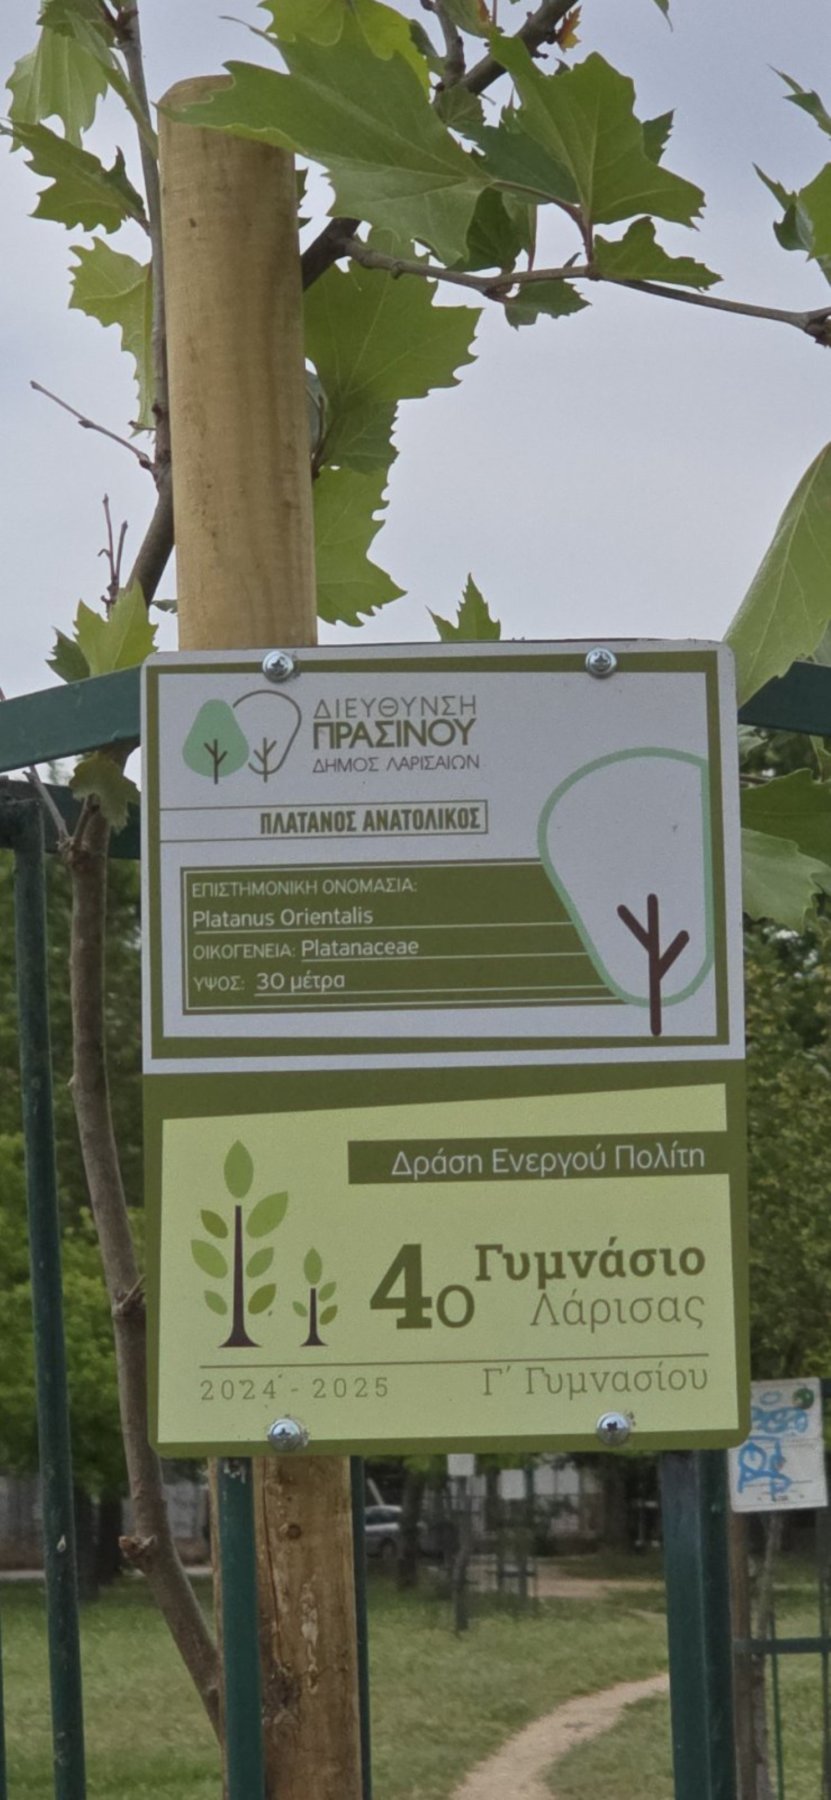 ΔΙΕΥΘΥΝΣΗ
ΠΡΑΣΙΝΟΥ
ΔΗΜΟΣ ΛΑΡΙΣΑΙΩΝ
ΠΛΑΤΑΝΟΣ ΑΝΑΤΟΛΙΚΟΣ
ΕΠΙΣΤΗΜΟΝΙΚΗ ΟΝΟΜΑΣΙΑ:
Platanus Orientalis
ΟΙΚΟΓΕΝΕΙΑ: Platanaceae
ΥΨΟΣ: 30 μέτρα
Δράση Ενεργού Πολίτη
4ο Γυμνάσιο
Λάρισας
2024 - 2025 Γ΄ Γυμνασίου